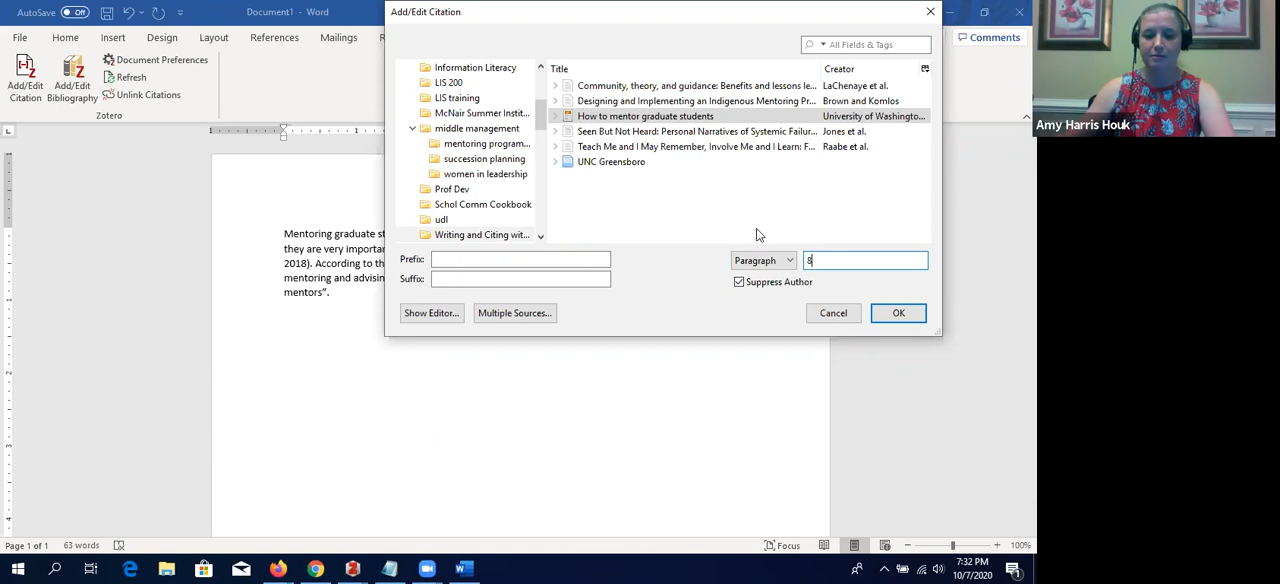 AutoSave Off Document1 - Word
Add/Edit Citation
File Home Insert Design Layout References Mailings
Comments
All Fields & Tags
Document Preferences
Refresh
Unlink Citations
Add/Edit Citation
Add/Edit Bibliography
Zotero
Information Literacy
LIS 200
LIS training
McNair Summer Instit...
middle management
mentoring program...
succession planning
women in leadership
Prof Dev
Schol Comm Cookbook
udl
Writing and Citing wit...
Title Creator
Community, theory, and guidance: Benefits and lessons le... LaChenaye et al.
Designing and Implementing an Indigenous Mentoring Pr... Brown and Komlos
How to mentor graduate students University of Washingto...
Seen But Not Heard: Personal Narratives of Systemic Failur... Jones et al.
Teach Me and I May Remember, Involve Me and I Learn: F... Raabe et al.
UNC Greensboro
Prefix:
Suffix:
Paragraph 8
Suppress Author
Show Editor... Multiple Sources... Cancel OK
Mentoring graduate st
they are very importan
2018). According to th
mentoring and advisin
mentors”.
Amy Harris Houk
Page 1 of 1 63 words Focus 100%
7:32 PM
10/7/2020